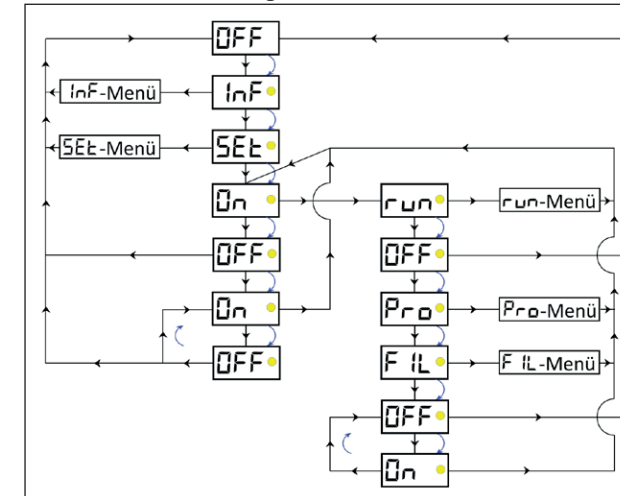 OFF
InF-Menü InF
SEt-Menü SEt
On run run-Menü
OFF OFF
On Pro Pro-Menü
OFF FIL FIL-Menü
OFF
On